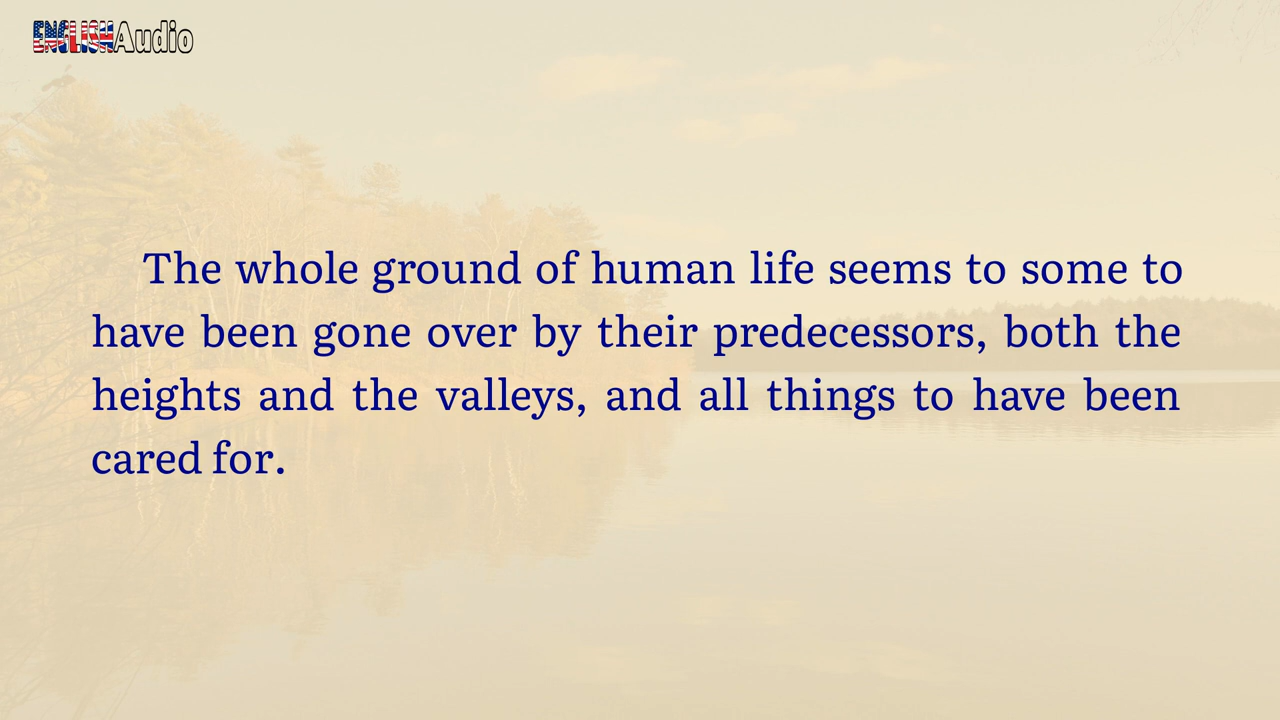 ENGLISHAudio
The whole ground of human life seems to some to
have been gone over by their predecessors, both the
heights and the valleys, and all things to have been
cared for.